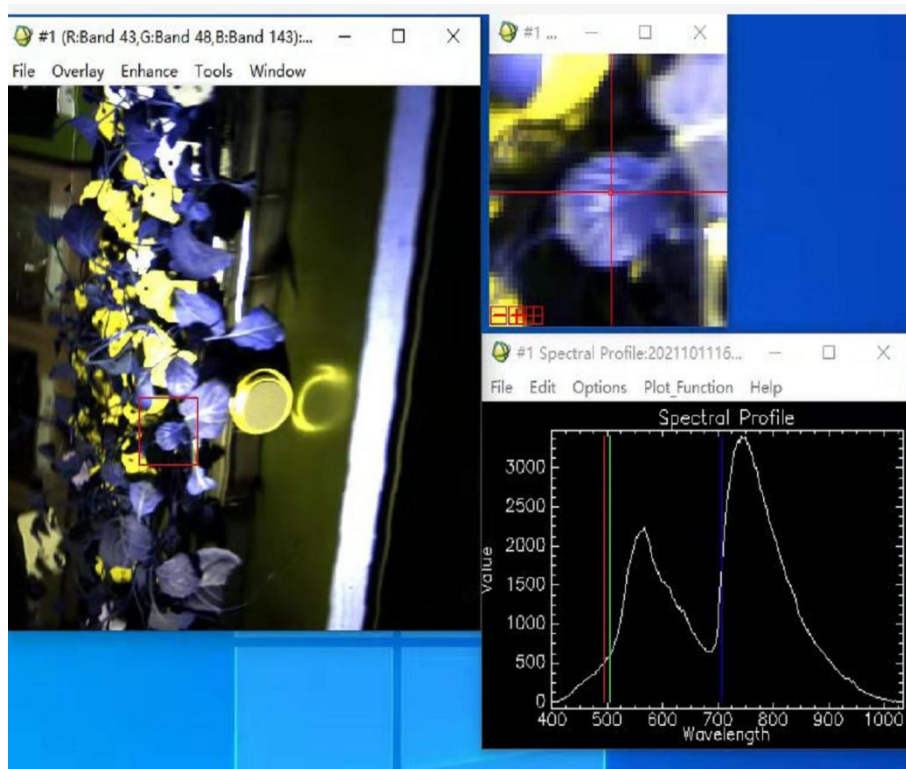 #1 (R:Band 43,G:Band 48,B:Band 143):...
File Overlay Enhance Tools Window
#1 ...
#1 Spectral Profile:2021101116...
File Edit Options Plot_Function Help
Spectral Profile
Value
3000
2500
2000
1500
1000
500
0
400 500 600 700 800 900 1000
Wavelength